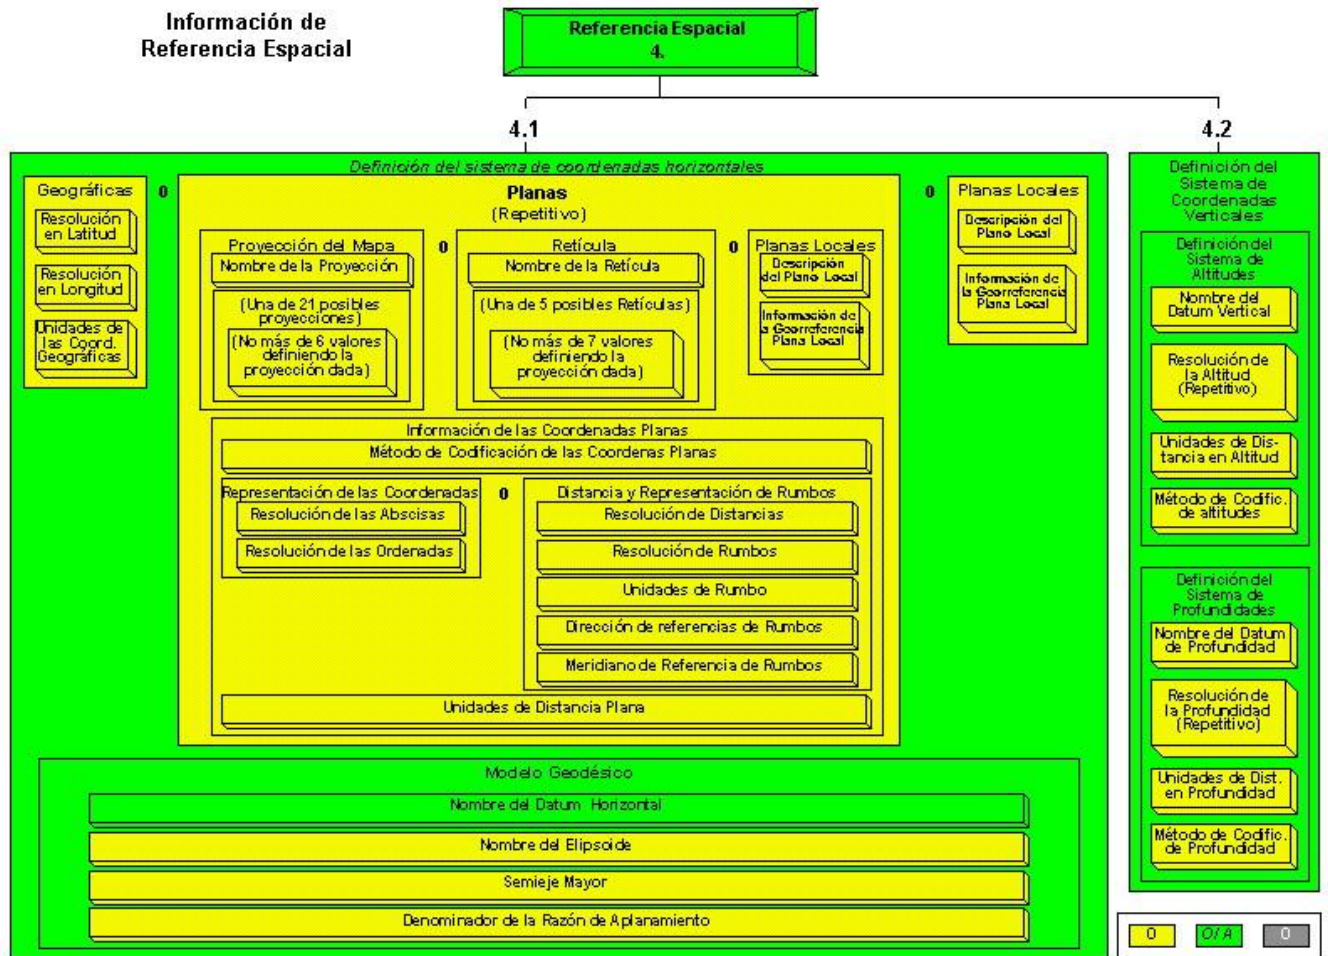 Información de
Referencia Espacial
Referencia Espacial
4.
4.1
4.2
Definición del sistema de coordenadas horizontales
Geográficas
Resolución
en Latitud
Resolución
en Longitud
Unidades de
las Coord.
Geográficas
0
Planas
(Repetitivo)
Proyección del Mapa
Nombre de la Proyección
(Una de 21 posibles
proyecciones)
(No más de 6 valores
definiendo la
proyección dada)
0
Retícula
Nombre de la Retícula
(Una de 5 posibles Retículas)
(No más de 7 valores
definiendo la
proyección dada)
0
Planas Locales
Descripción
del Plano Local
Información de
la Georreferencia
Plana Local
Información de las Coordenadas Planas
Método de Codificación de las Coordenas Planas
Representación de las Coordenadas
Resolución de las Abscisas
Resolución de las Ordenadas
0
Distancia y Representación de Rumbos
Resolución de Distancias
Resolución de Rumbos
Unidades de Rumbo
Dirección de referencias de Rumbos
Meridiano de Referencia de Rumbos
Unidades de Distancia Plana
0
Planas Locales
Descripción del
Plano Local
Información de
la Georreferencia
Plana Local
Modelo Geodésico
Nombre del Datum Horizontal
Nombre del Elipsoide
Semieje Mayor
Denominador de la Razón de Aplanamiento
Definición del
Sistema de
Coordenadas
Verticales
Definición del
Sistema de
Altitudes
Nombre del
Datum Vertical
Resolución de
la Altitud
(Repetitivo)
Unidades de Dis-
tancia en Altitud
Método de Codific.
de altitudes
Definición del
Sistema de
Profundidades
Nombre del Datum
de Profundidad
Resolución de
la Profundidad
(Repetitivo)
Unidades de Dist.
en Profundidad
Método de Codific.
de Profundidad
O
O/A
O